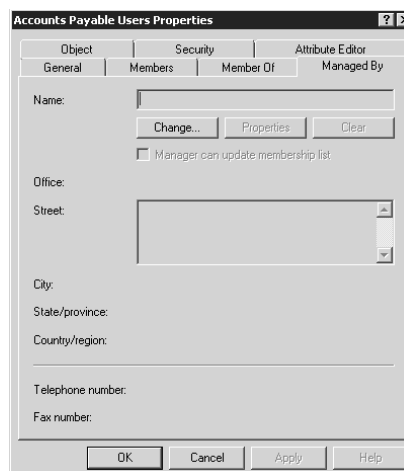 Accounts Payable Users Properties
Object Security Attribute Editor
General Members Member Of Managed By
Name:
Change... Properties Clear
Manager can update membership list
Office:
Street:
City:
State/province:
Country/region:
Telephone number:
Fax number:
OK Cancel Apply Help